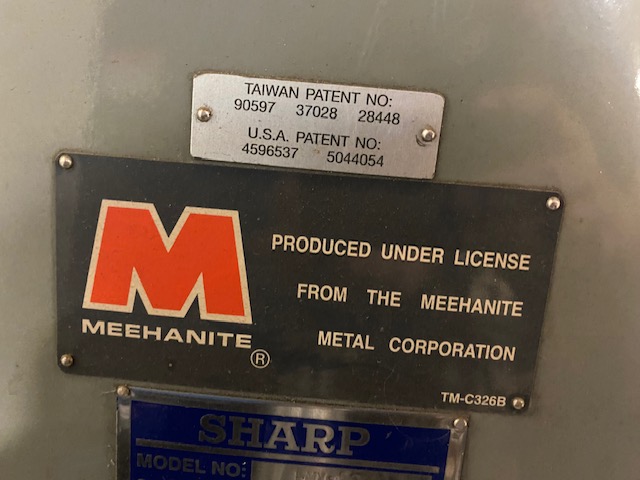 TAIWAN PATENT NO:
90597 37028 28448
U.S.A. PATENT NO:
4596537 5044054
M
MEEHANITE ®
PRODUCED UNDER LICENSE
FROM THE MEEHANITE
METAL CORPORATION
TM-C326B
SHARP
MODEL NO: